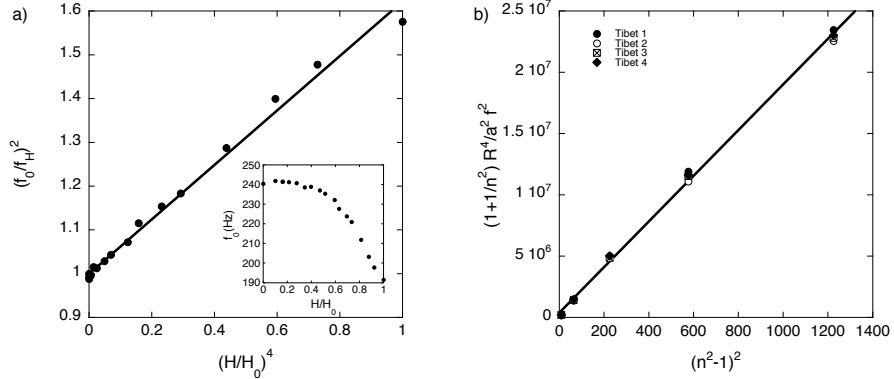 a)
1.6
1.5
1.4
1.3
1.2
1.1
1.0
0.9
(f₀/f_H)²
0 0.2 0.4 0.6 0.8 1
(H/H₀)⁴
250
240
230
220
210
200
190
f₀(Hz)
0 0.2 0.4 0.6 0.8 1
H/H₀
b)
2.5 10⁷
2 10⁷
1.5 10⁷
1 10⁷
5 10⁶
0 10⁰
(1+1/n²) R⁴/a² f²
Tibet 1
Tibet 2
Tibet 3
Tibet 4
0 200 400 600 800 1000 1200 1400
(n²-1)²